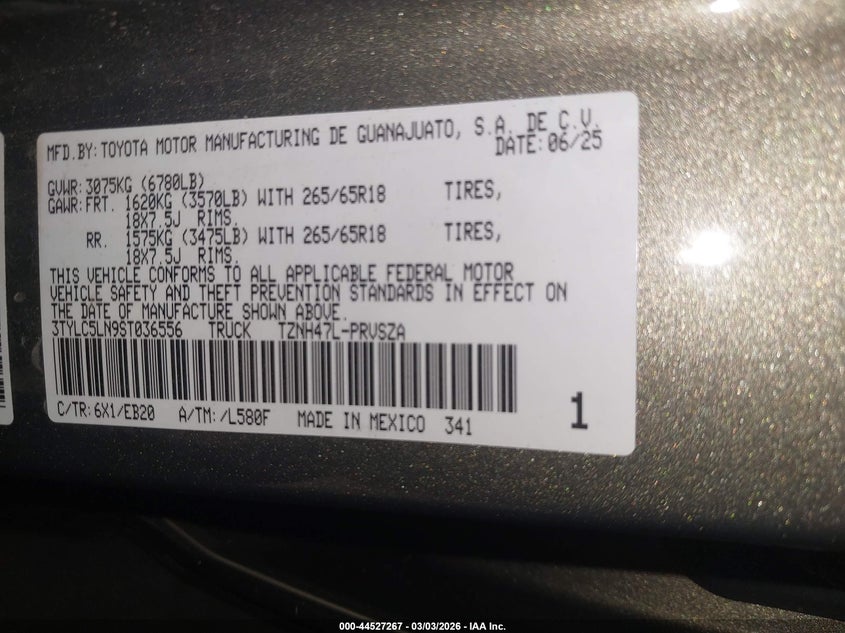 MFD.BY:TOYOTA MOTOR MANUFACTURING DE GUANAJUATO, S.A. DE C.V.
DATE:06/25
GVWR:3075KG (6780LB)
GAWR:FRT. 1620KG (3570LB) WITH 265/65R18 TIRES,
18X7.5J RIMS.
RR. 1575KG (3475LB) WITH 265/65R18 TIRES,
18X7.5J RIMS.
THIS VEHICLE CONFORMS TO ALL APPLICABLE FEDERAL MOTOR
VEHICLE SAFETY AND THEFT PREVENTION STANDARDS IN EFFECT ON
THE DATE OF MANUFACTURE SHOWN ABOVE.
3TYLC5LN9ST036556 TRUCK TZNH47L-PRVSZA
C/TR:6X1/EB20 A/TM:/L580F MADE IN MEXICO 341
1
000-44527267 - 03/03/2026 - IAA Inc.